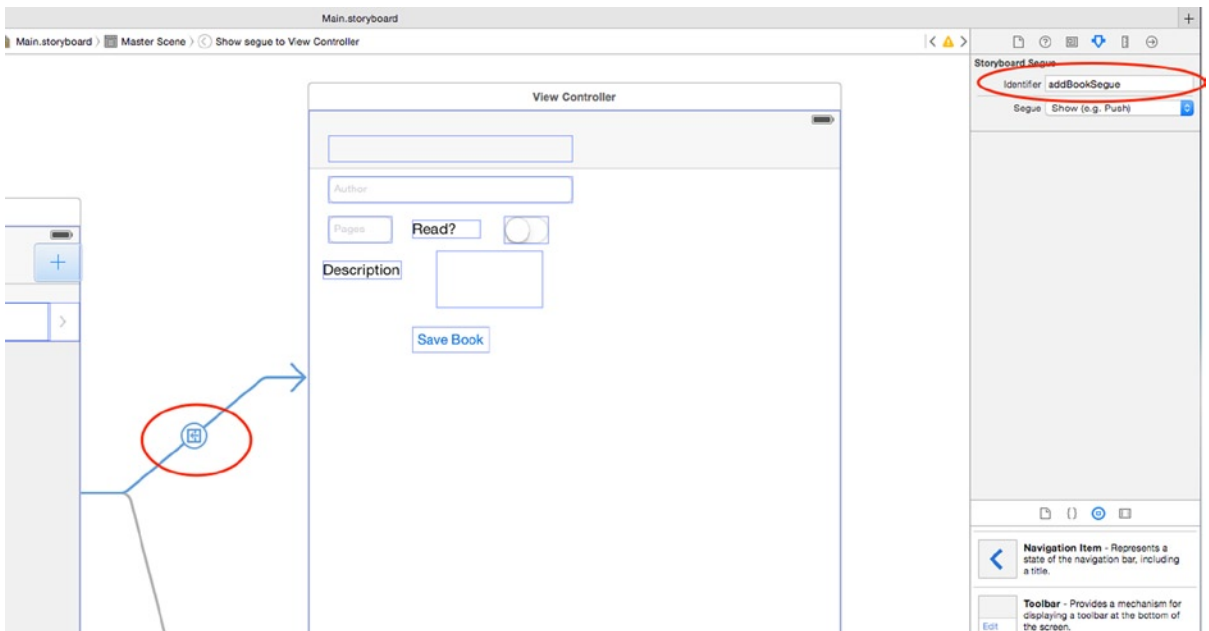 Main.storyboard
+
Main.storyboard Master Scene Show segue to View Controller
Storyboard Segue
Identifier addBookSegue
Segue Show (e.g. Push)
View Controller
Author
Pages
Read?
Description
Save Book
Navigation Item - Represents a
state of the navigation bar, including
a title.
Toolbar - Provides a mechanism for
displaying a toolbar at the bottom of
Edit
the screen.